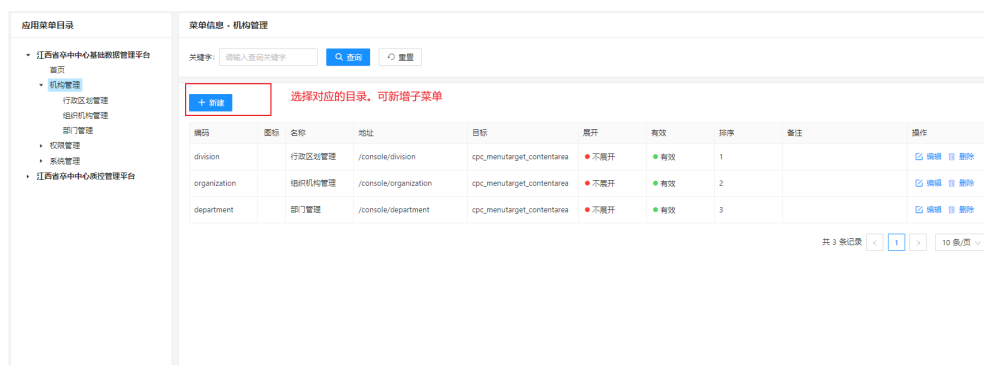 应用菜单目录
江西省卒中中心基础数据管理平台
首页
机构管理
行政区划管理
组织机构管理
部门管理
权限管理
系统管理
江西省卒中中心质控管理平台
菜单信息 - 机构管理
关键字: 请输入查询关键字 查询 重置
+ 新建 选择对应的目录。可新增子菜单
编码 图标 名称 地址 目标 展开 有效 排序 备注 操作
division 行政区划管理 /console/division cpc_menutarget_contentarea 不展开 有效 1 编辑 删除
organization 组织机构管理 /console/organization cpc_menutarget_contentarea 不展开 有效 2 编辑 删除
department 部门管理 /console/department cpc_menutarget_contentarea 不展开 有效 3 编辑 删除
共 3 条记录 < 1 > 10 条/页